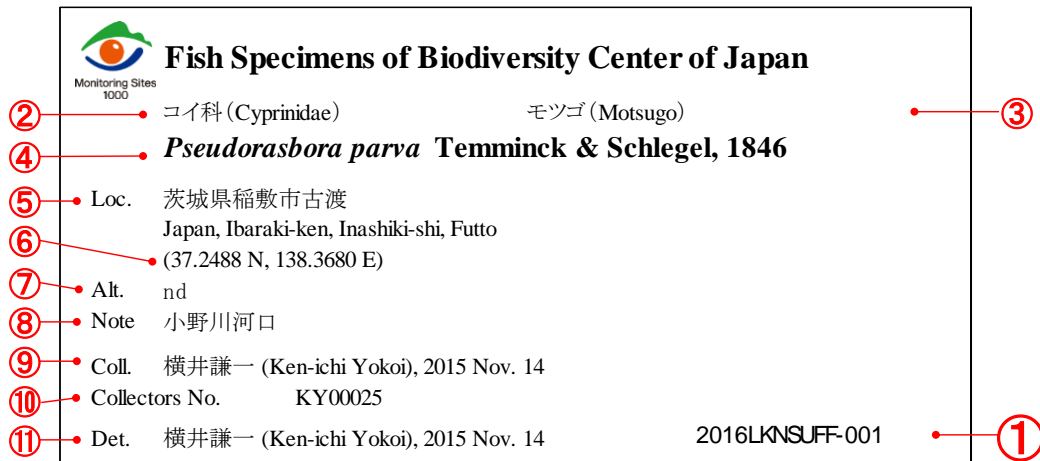 Fish Specimens of Biodiversity Center of Japan
Monitoring Sites
1000
② コイ科(Cyprinidae) モツゴ(Motsugo) ③
④ Pseudorasbora parva Temminck & Schlegel, 1846
⑤ Loc. 茨城県稲敷市古渡
Japan, Ibaraki-ken, Inashiki-shi, Futto
⑥ (37.2488 N, 138.3680 E)
⑦ Alt. nd
⑧ Note 小野川河口
⑨ Coll. 横井謙一 (Ken-ichi Yokoi), 2015 Nov. 14
⑩ Collectors No. KY00025
⑪ Det. 横井謙一 (Ken-ichi Yokoi), 2015 Nov. 14 2016LKNSUFF-001 ①